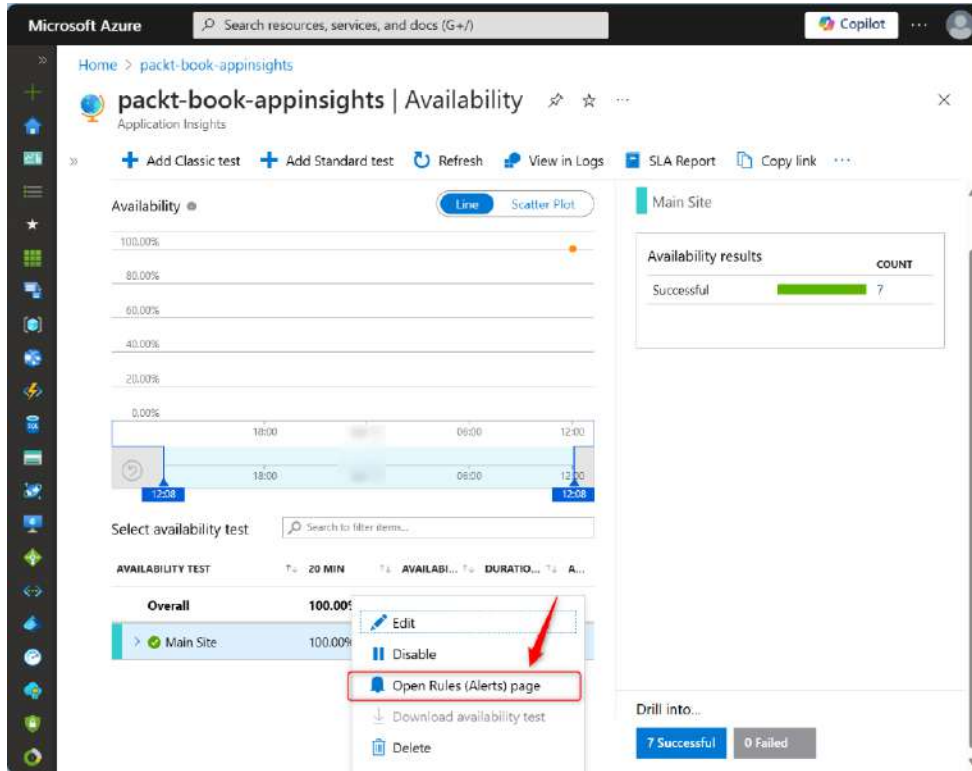 Microsoft Azure
Search resources, services, and docs (G+/)
Copilot
Home > packt-book-appinsights
packt-book-appinsights | Availability
Application Insights
Add Classic test
Add Standard test
Refresh
View in Logs
SLA Report
Copy link
Availability
Line
Scatter Plot
100.00%
80.00%
60.00%
40.00%
20.00%
0.00%
18:00
06:00
12:00
18:00
06:00
12:00
12:08
12:08
Select availability test
Search to filter items...
AVAILABILITY TEST
20 MIN
AVAILABI...
DURATIO...
A...
Overall
100.00%
Main Site
100.00%
Edit
Disable
Open Rules (Alerts) page
Download availability test
Delete
Main Site
Availability results
COUNT
Successful
7
Drill into...
7 Successful
0 Failed